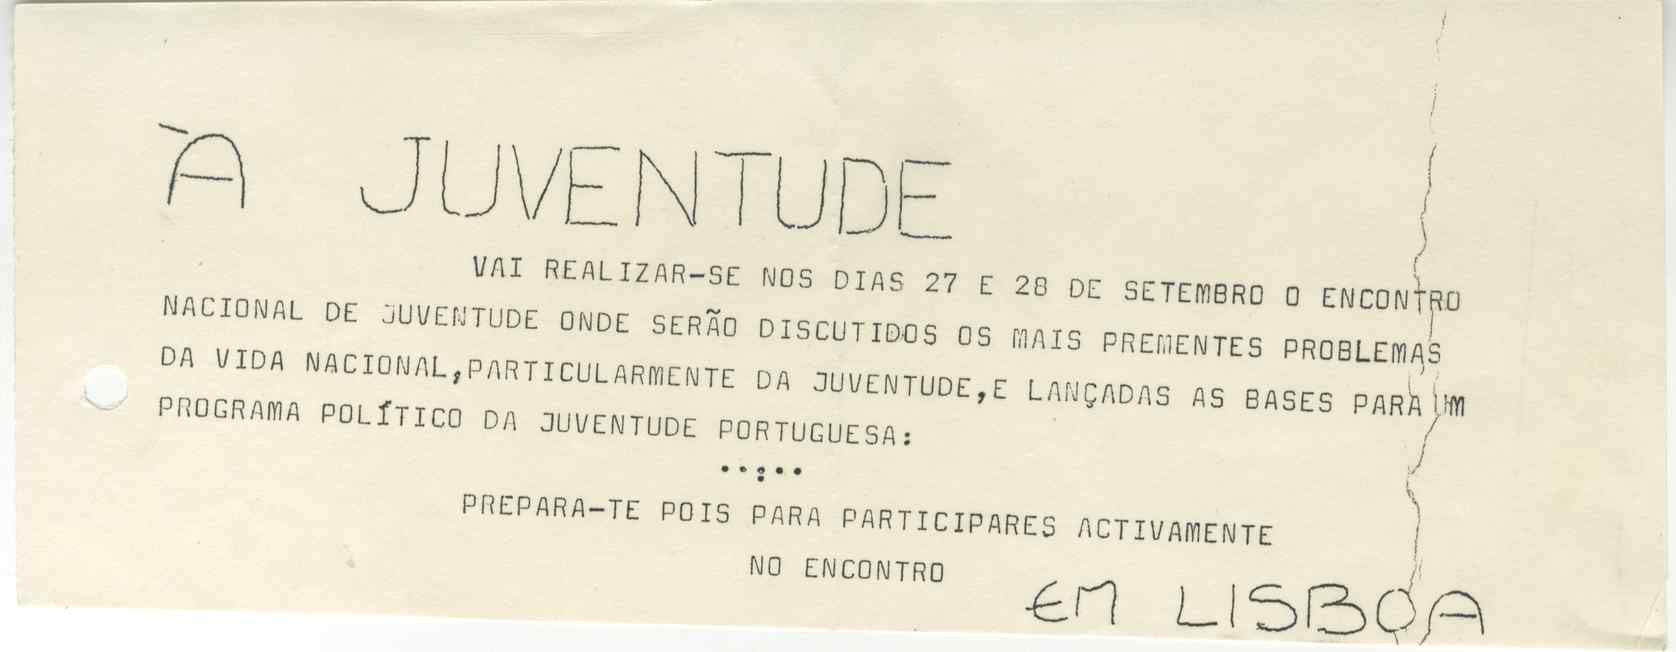 À JUVENTUDE
VAI REALIZAR-SE NOS DIAS 27 E 28 DE SETEMBRO O ENCONTRO
NACIONAL DE JUVENTUDE ONDE SERÃO DISCUTIDOS OS MAIS PREMENTES PROBLEMAS
DA VIDA NACIONAL,PARTICULARMENTE DA JUVENTUDE,E LANÇADAS AS BASES PARA UM
PROGRAMA POLÍTICO DA JUVENTUDE PORTUGUESA:
PREPARA-TE POIS PARA PARTICIPARES ACTIVAMENTE
NO ENCONTRO
EM LISBOA